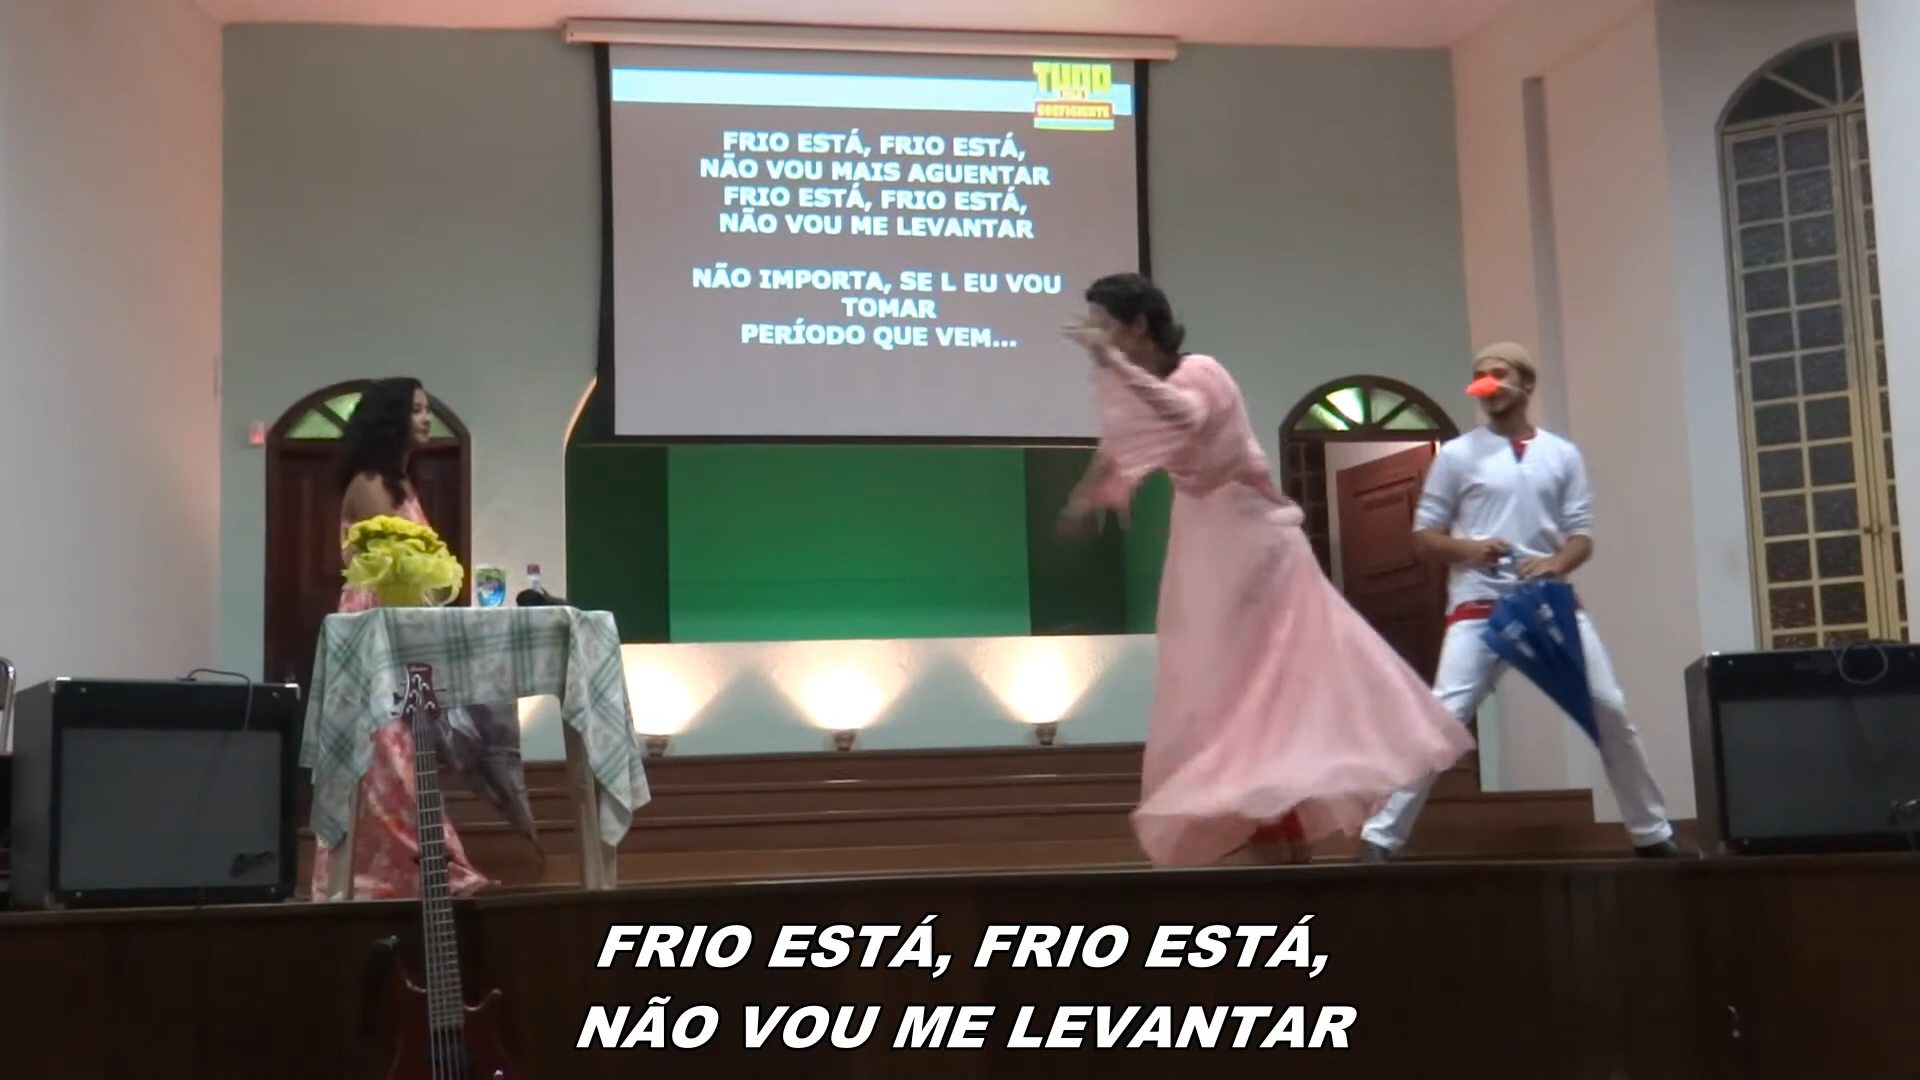 TUDO
COEFICIENTE
FRIO ESTÁ, FRIO ESTÁ,
NÃO VOU MAIS AGUENTAR
FRIO ESTÁ, FRIO ESTÁ,
NÃO VOU ME LEVANTAR
NÃO IMPORTA, SE L EU VOU
TOMAR
PERÍODO QUE VEM...
FRIO ESTÁ, FRIO ESTÁ,
NÃO VOU ME LEVANTAR